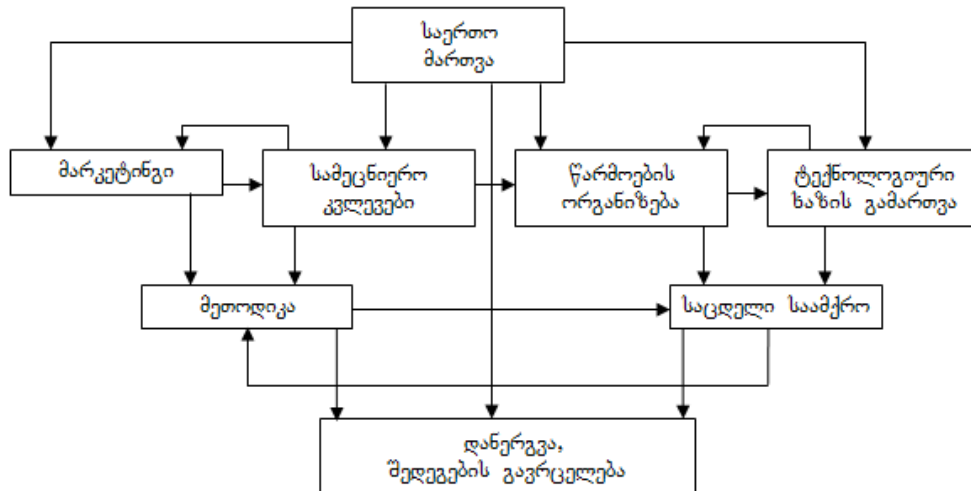 საერთო
მართვა
მარკეტინგი
სამეცნიერო
კვლევები
წარმოების
ორგანიზება
ტექნოლოგიური
ხაზის გამართვა
მეთოდიკა
საცდელი საამქრო
დანერგვა,
შედეგების გავრცელება